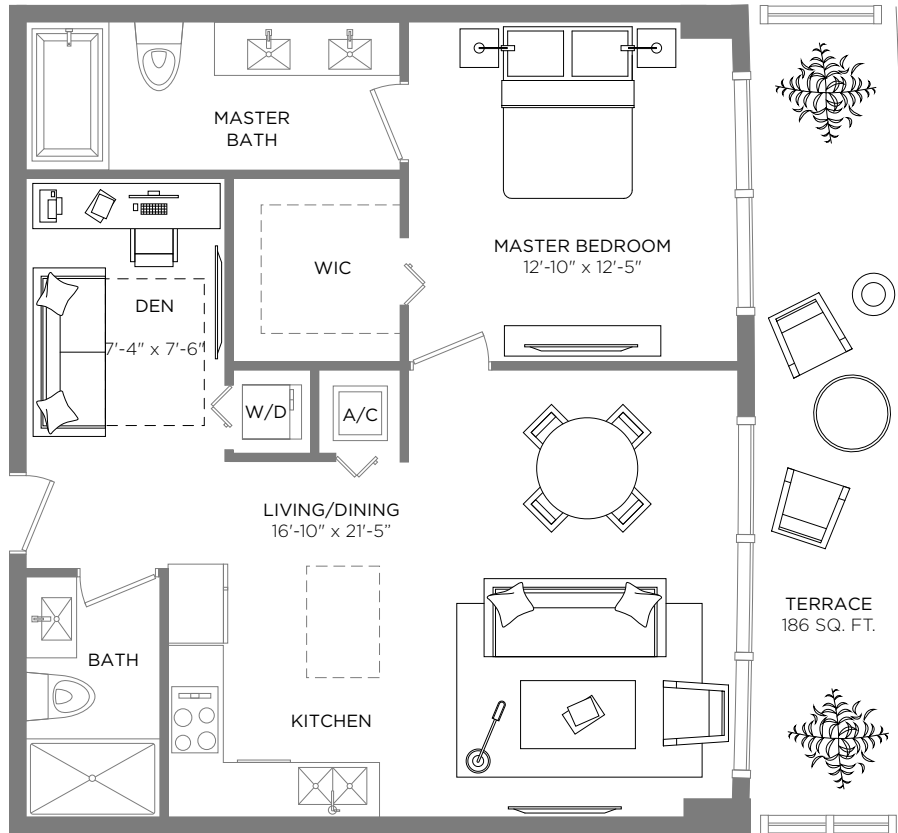 MASTER
BATH
MASTER BEDROOM
12'-10" x 12'-5"
WIC
DEN
7'-4" x 7'-6"
W/D
A/C
LIVING/DINING
16'-10" x 21'-5”
TERRACE
186 SQ. FT.
BATH
KITCHEN